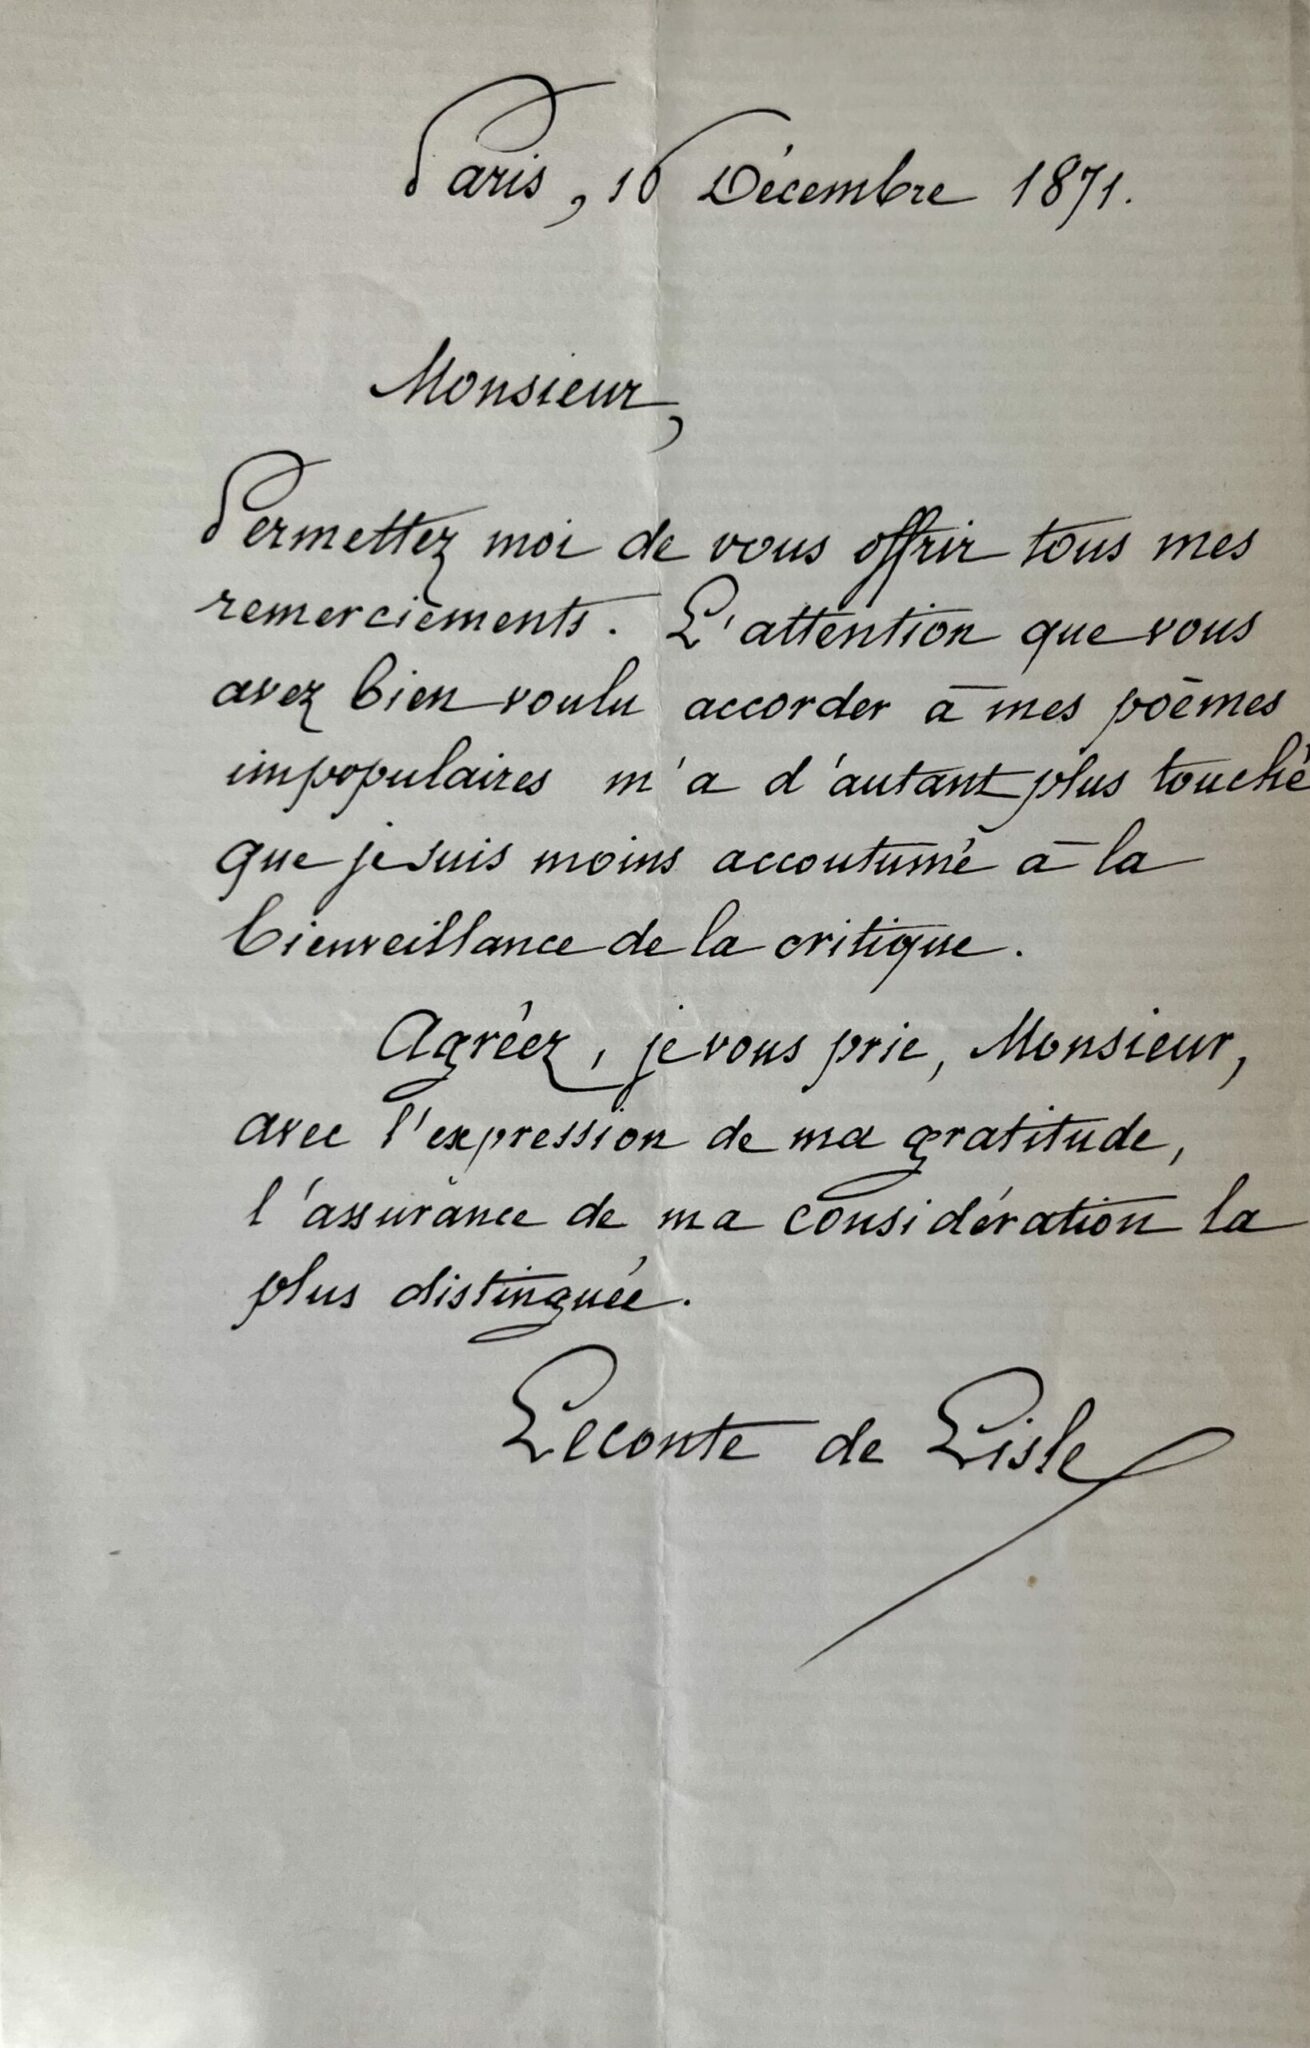 Paris, 16 Décembre 1871.
Monsieur,
Permettez moi de vous offrir tous mes
remerciements. L'attention que vous
avez bien voulu accorder à mes poèmes
impopulaires m'a d'autant plus touché
que je suis moins accoutumé à la
bienveillance de la critique.
Agréez, je vous prie, Monsieur,
avec l'expression de ma gratitude,
l'assurance de ma considération la
plus distinguée.
Leconte de Lisle